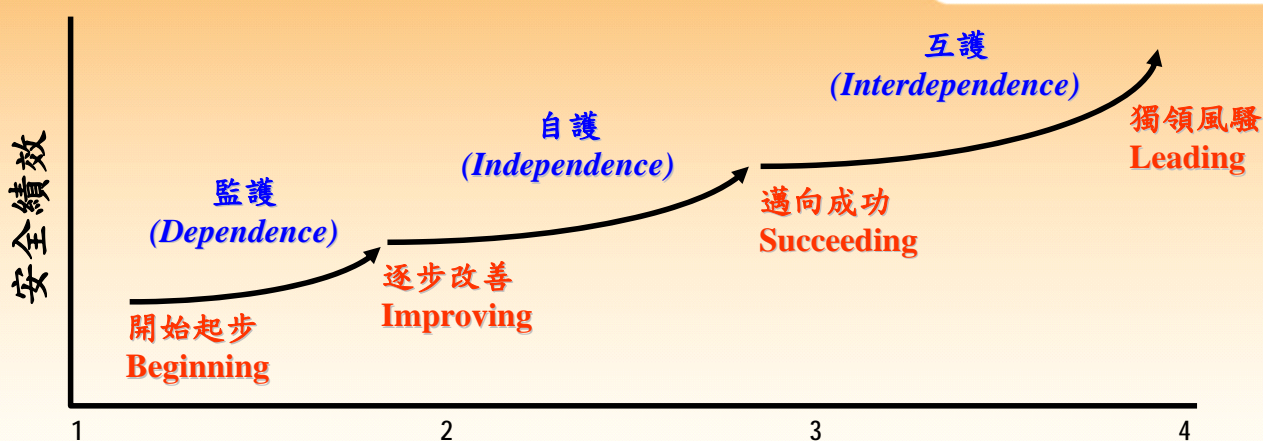 安全績效
監護
(Dependence)
自護
(Independence)
互護
(Interdependence)
開始起步
Beginning
逐步改善
Improving
邁向成功
Succeeding
獨領風騷
Leading
1
2
3
4